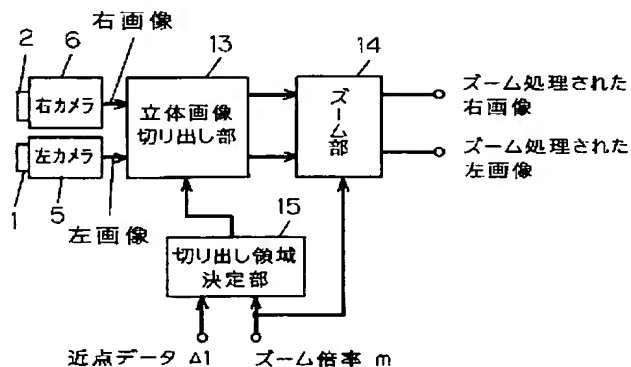 右画像
2
6
13
14
右カメラ
立体画像
切り出し部
ズーム部
ズーム処理された
右画像
左カメラ
ズーム処理された
左画像
1
5
左画像
15
切り出し領域
決定部
近点データ Δ1
ズーム倍率 m